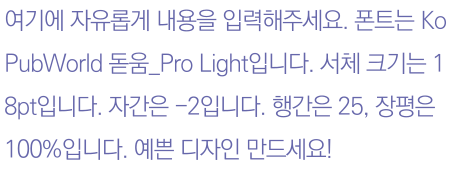 여기에 자유롭게 내용을 입력해주세요. 폰트는 Ko
PubWorld 돋움_Pro Light입니다. 서체 크기는 1
8pt입니다. 자간은 -2입니다. 행간은 25, 장평은
100%입니다. 예쁜 디자인 만드세요!